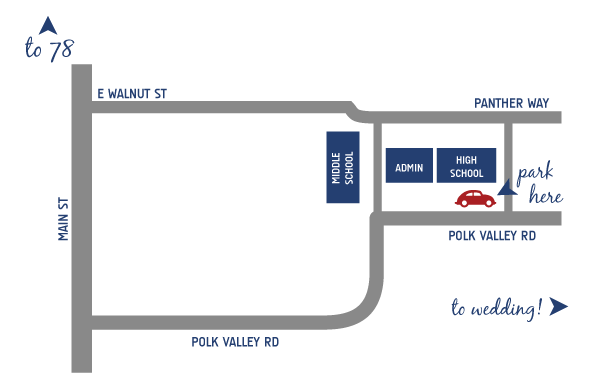 to 78
E WALNUT ST
PANTHER WAY
MIDDLE
SCHOOL
ADMIN
HIGH
SCHOOL
park
here
MAIN ST
POLK VALLEY RD
to wedding!
POLK VALLEY RD